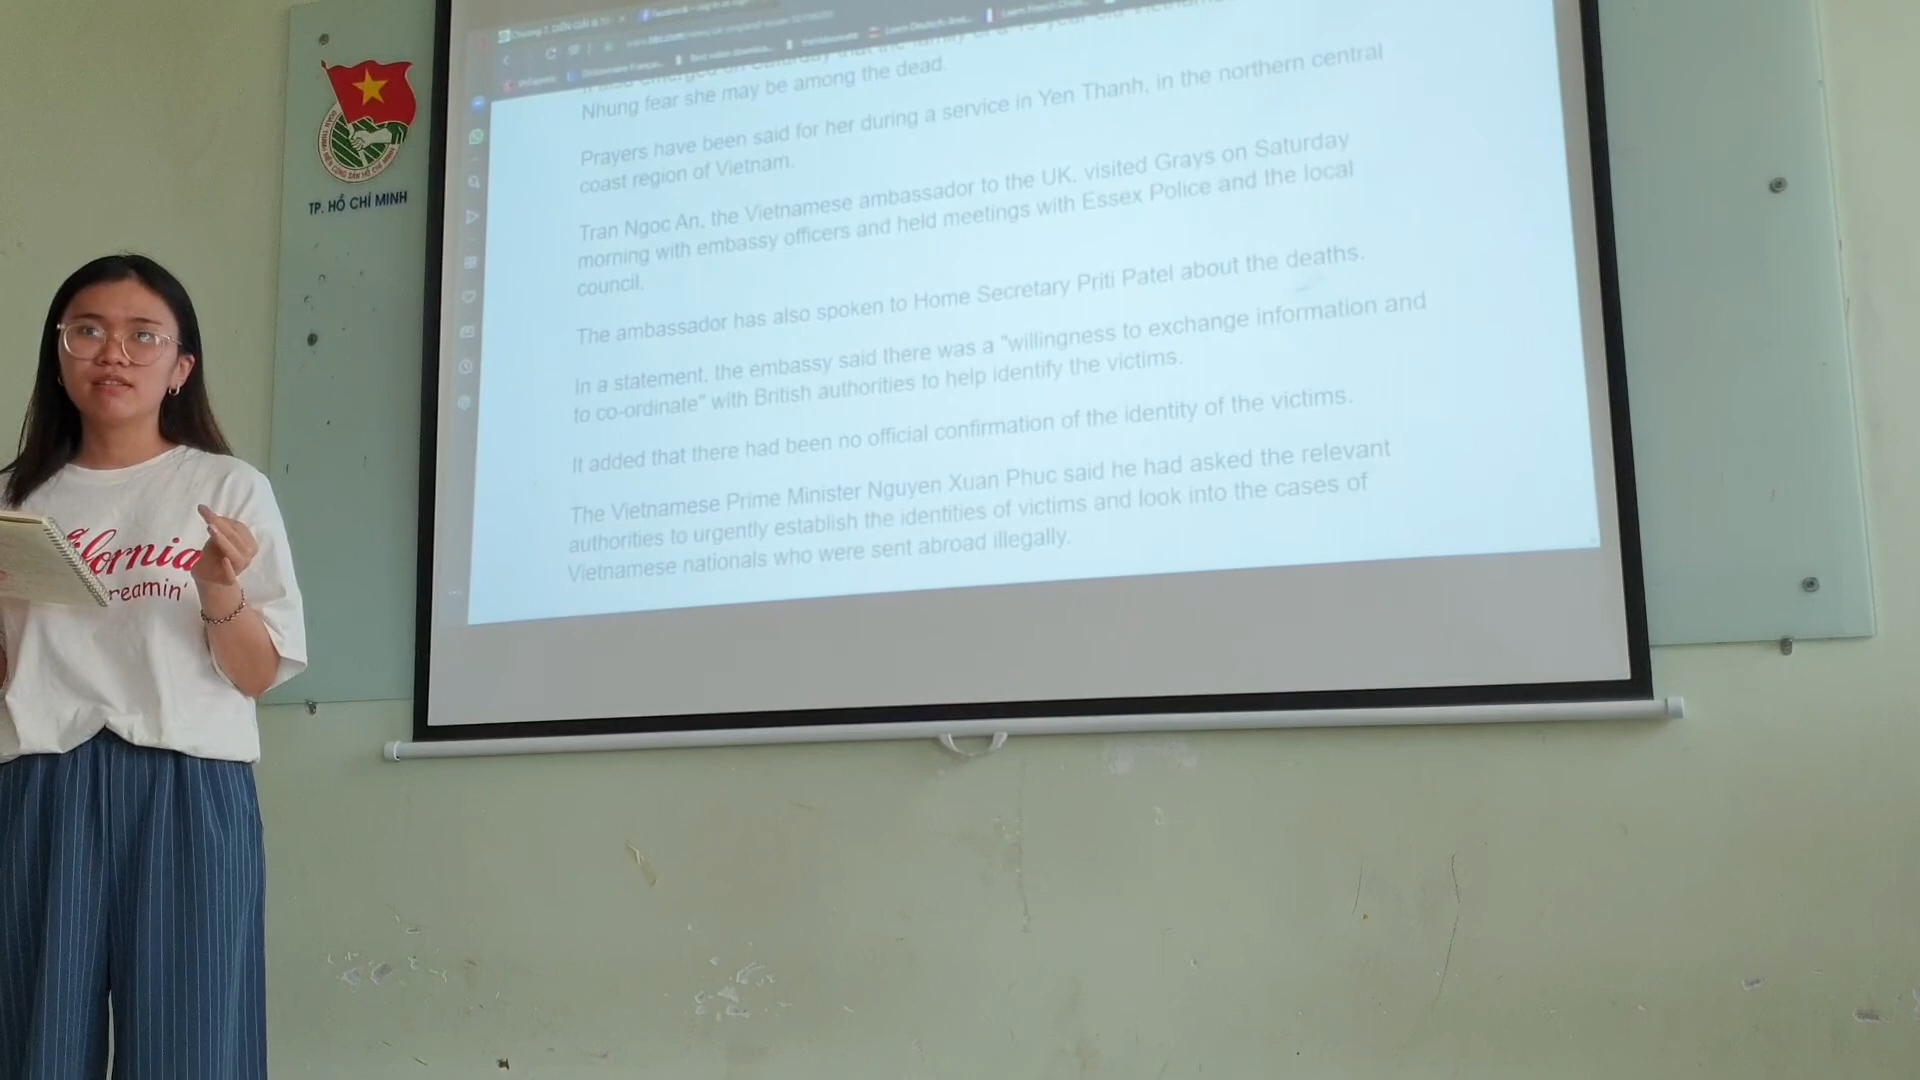 TP. HỒ CHÍ MINH
fornia
reamin'
Nhung fear she may be among the dead.
Prayers have been said for her during a service in Yen Thanh, in the northern central
coast region of Vietnam.
Tran Ngoc An, the Vietnamese ambassador to the UK, visited Grays on Saturday
morning with embassy officers and held meetings with Essex Police and the local
council.
The ambassador has also spoken to Home Secretary Priti Patel about the deaths.
In a statement, the embassy said there was a "willingness to exchange information and
to co-ordinate" with British authorities to help identify the victims.
It added that there had been no official confirmation of the identity of the victims.
The Vietnamese Prime Minister Nguyen Xuan Phuc said he had asked the relevant
authorities to urgently establish the identities of victims and look into the cases of
Vietnamese nationals who were sent abroad illegally.